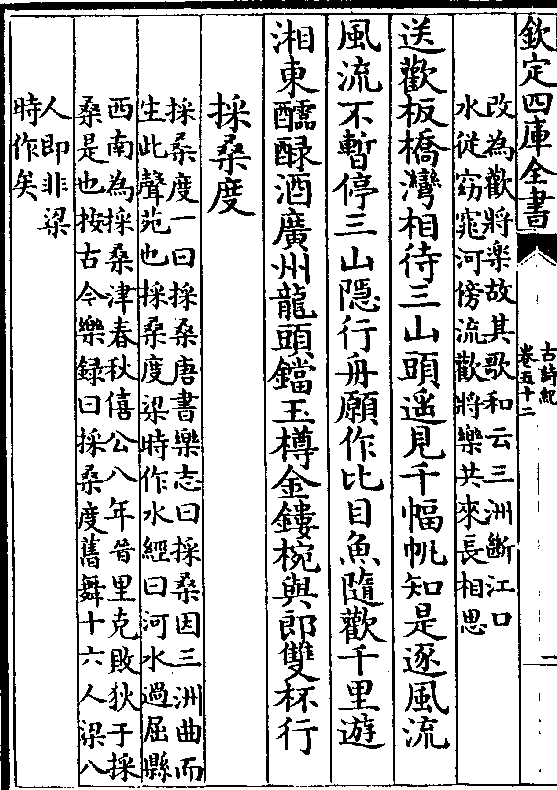 欽定四庫全書
古詩紀
卷五十二
改為歡將樂故其歌和云三洲斷江口
水從窈窕河傍流歡將樂共來長相思
送歡板橋灣相待三山頭遥見千幅帆知是逐風流
風流不暫停三山隠行舟願作比目魚隨歡千里遊
湘東醽醁酒廣州龍頭鐺玉樽金鏤椀與郎雙杯行
採桑度
採桑度一曰採桑唐書樂志曰採桑因三洲曲而
生此聲苑也採桑度梁時作水經曰河水過屈縣
西南為採桑津春秋僖公八年晉里克敗狄于採
桑是也按古今樂録曰採桑度舊舞十六人梁八
人即非梁
時作矣